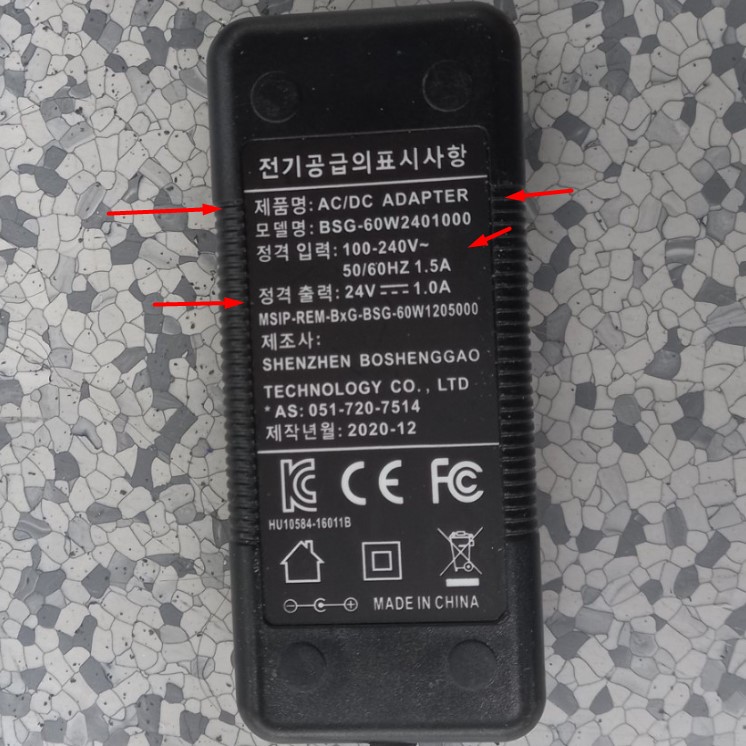 전기공급의표시사항
제품명: AC/DC ADAPTER
모델명: BSG-60W2401000
정격 입력: 100-240V~
50/60HZ 1.5A
정격 출력: 24V⎓1.0A
MSIP-REM-BxG-BSG-60W1205000
제조사:
SHENZHEN BOSHENGGAO
TECHNOLOGY CO., LTD
*AS: 051-720-7514
제작년월: 2020-12
KC CE FC
HU10584-16011B
MADE IN CHINA